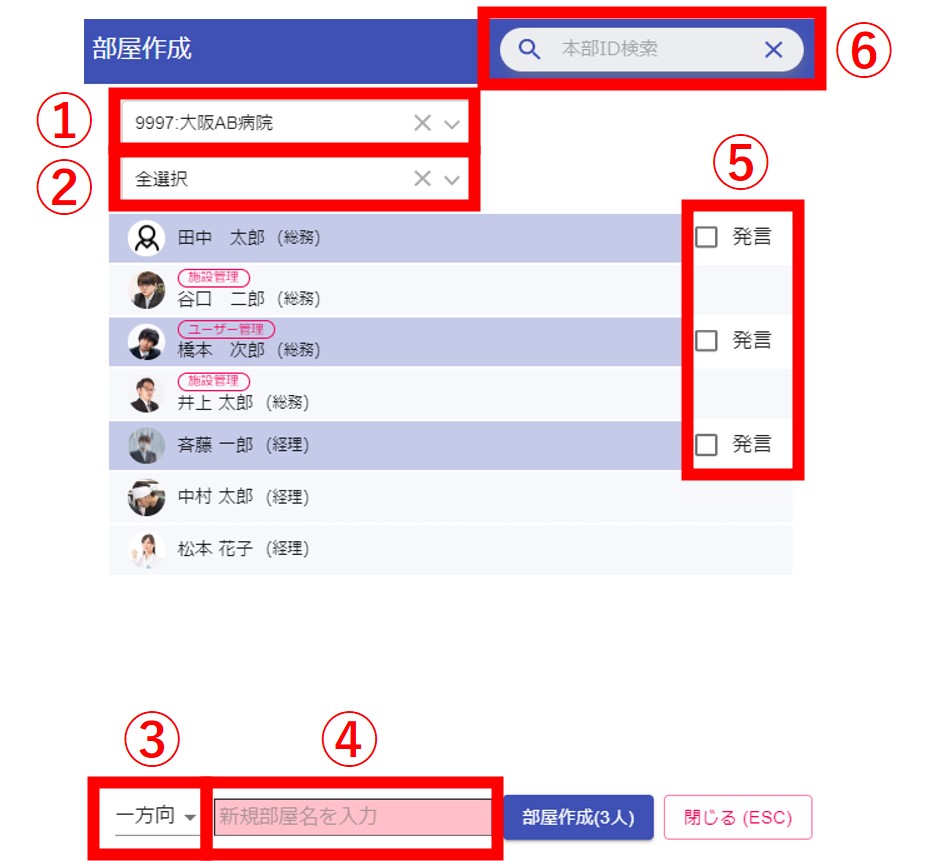 部屋作成
本部ID検索
⑥
①
9997:大阪AB病院
②
全選択
⑤
田中　太郎 (総務)
発言
施設管理
谷口　二郎 (総務)
ユーザー管理
橋本　次郎 (総務)
発言
施設管理
井上 太郎 (総務)
斉藤 一郎 (経理)
発言
中村 太郎 (経理)
松本 花子 (経理)
③
④
一方向
新規部屋名を入力
部屋作成(3人)
閉じる (ESC)